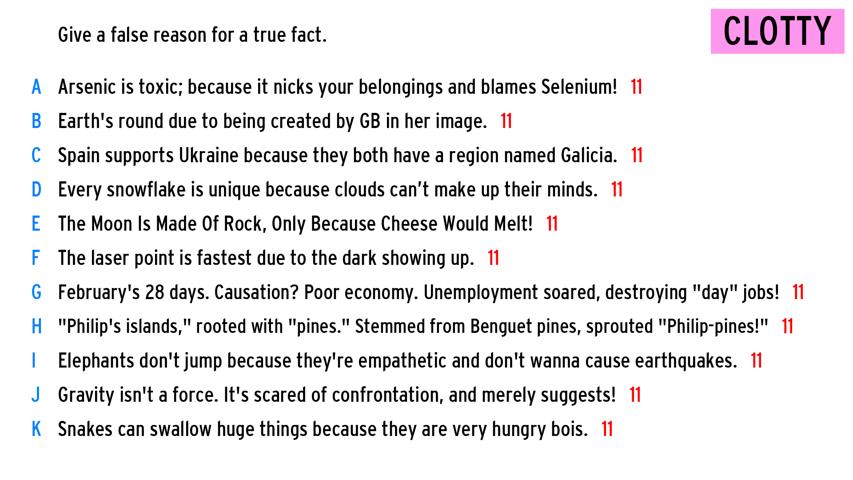 Give a false reason for a true fact.
CLOTTY
A Arsenic is toxic; because it nicks your belongings and blames Selenium! 11
B Earth's round due to being created by GB in her image. 11
C Spain supports Ukraine because they both have a region named Galicia. 11
D Every snowflake is unique because clouds can’t make up their minds. 11
E The Moon Is Made Of Rock, Only Because Cheese Would Melt! 11
F The laser point is fastest due to the dark showing up. 11
G February's 28 days. Causation? Poor economy. Unemployment soared, destroying "day" jobs! 11
H "Philip's islands," rooted with "pines." Stemmed from Benguet pines, sprouted "Philip-pines!" 11
I Elephants don't jump because they're empathetic and don't wanna cause earthquakes. 11
J Gravity isn't a force. It's scared of confrontation, and merely suggests! 11
K Snakes can swallow huge things because they are very hungry bois. 11